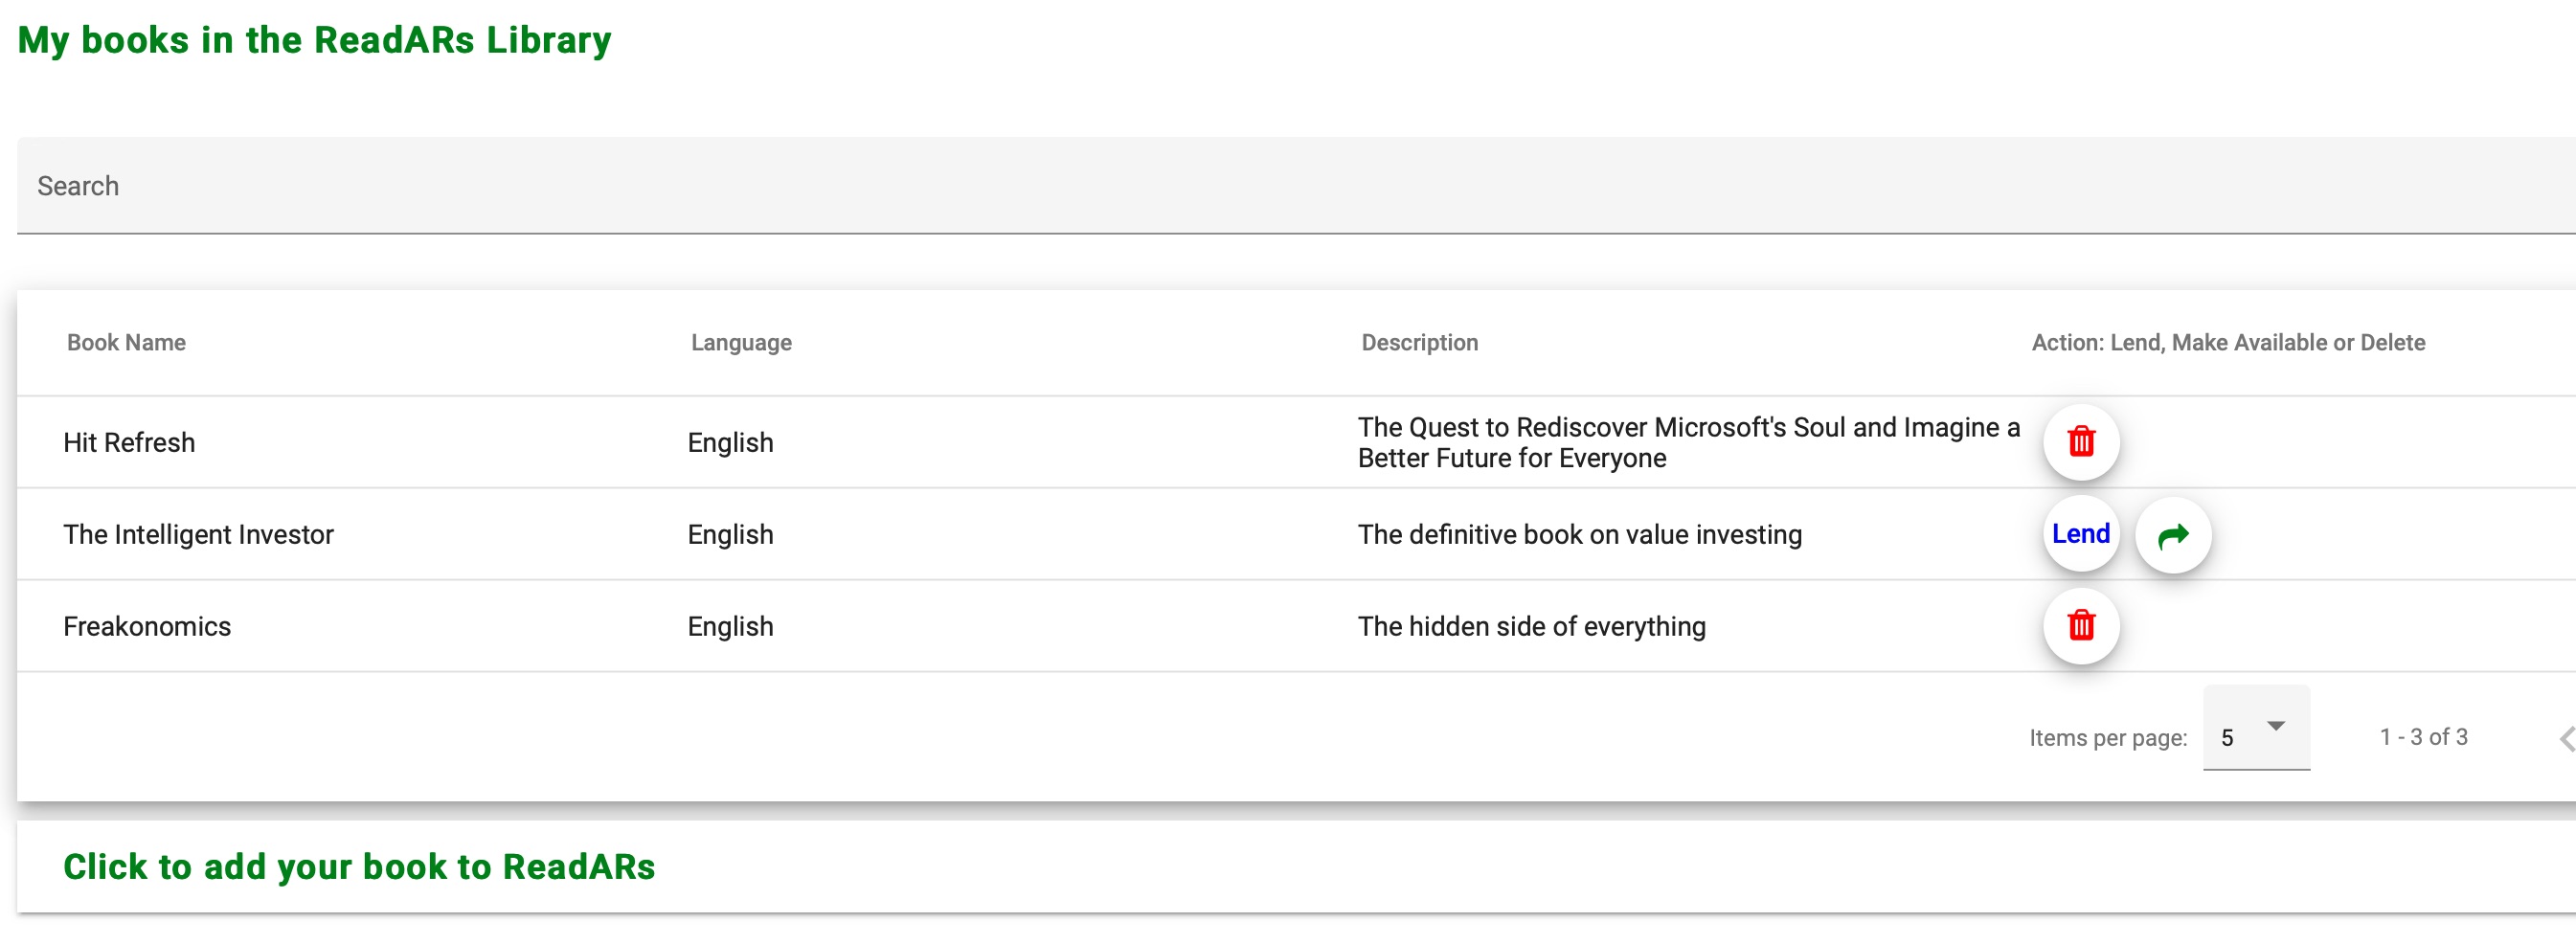 My books in the ReadARs Library
Search
Book Name Language Description Action: Lend, Make Available or Delete
Hit Refresh English The Quest to Rediscover Microsoft's Soul and Imagine a
Better Future for Everyone
The Intelligent Investor English The definitive book on value investing Lend
Freakonomics English The hidden side of everything
Items per page: 5 1 - 3 of 3
Click to add your book to ReadARs